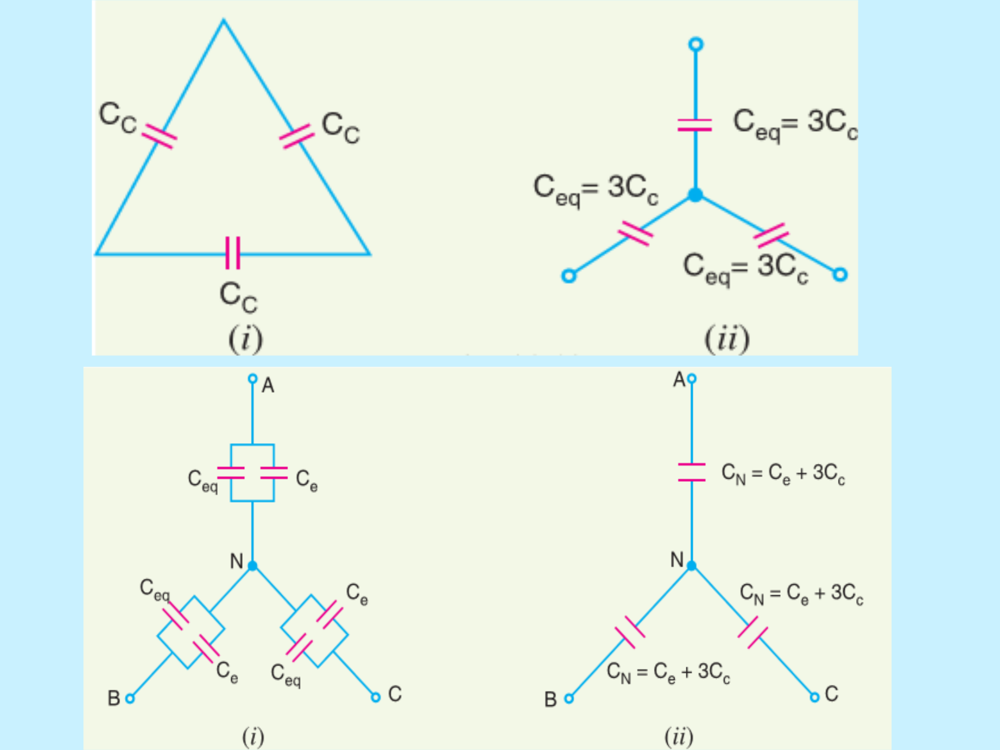 C_C
C_C
C_C
(i)
C_eq= 3C_c
C_eq= 3C_c
C_eq= 3C_c
(ii)
A
C_eq
C_e
N
C_eq
C_e
C_e
C_eq
B
C
(i)
A
C_N = C_e + 3C_c
N
C_N = C_e + 3C_c
C_N = C_e + 3C_c
B
C
(ii)